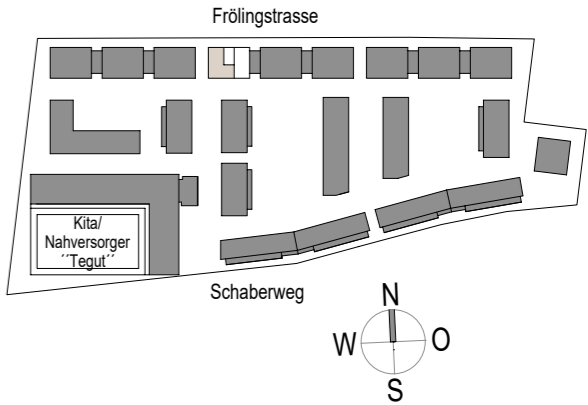 Frölingstrasse
Kita/
Nahversorger
´´Tegut´´
Schaberweg
N
W O
S